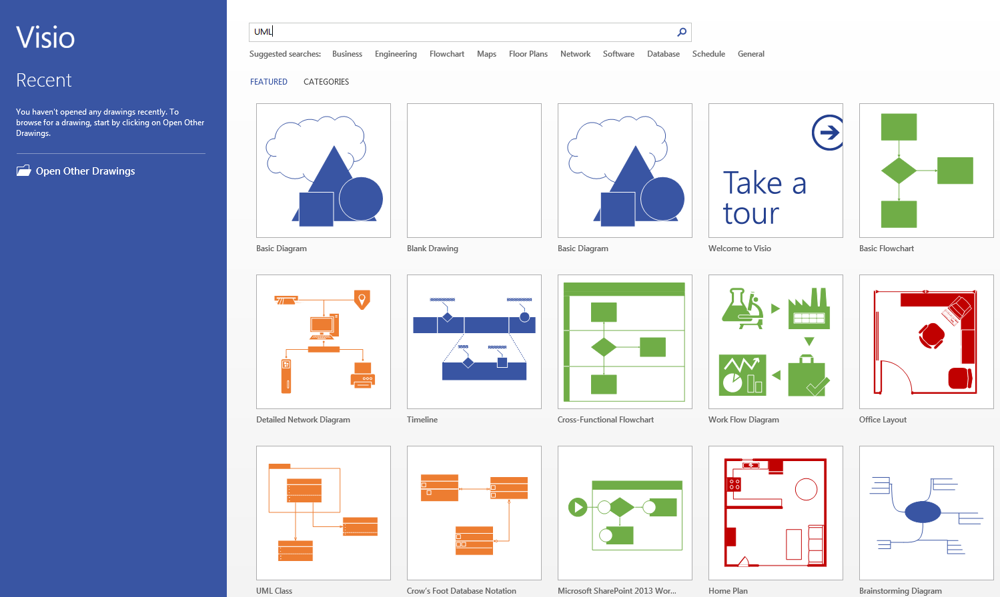 Visio
Recent
You haven't opened any drawings recently. To
browse for a drawing, start by clicking on Open Other
Drawings.
Open Other Drawings
UML
Suggested searches: Business Engineering Flowchart Maps Floor Plans Network Software Database Schedule General
FEATURED CATEGORIES
Take a
tour
Basic Diagram Blank Drawing Basic Diagram Welcome to Visio Basic Flowchart
Detailed Network Diagram Timeline Cross-Functional Flowchart Work Flow Diagram Office Layout
UML Class Crow's Foot Database Notation Microsoft SharePoint 2013 Wor... Home Plan Brainstorming Diagram